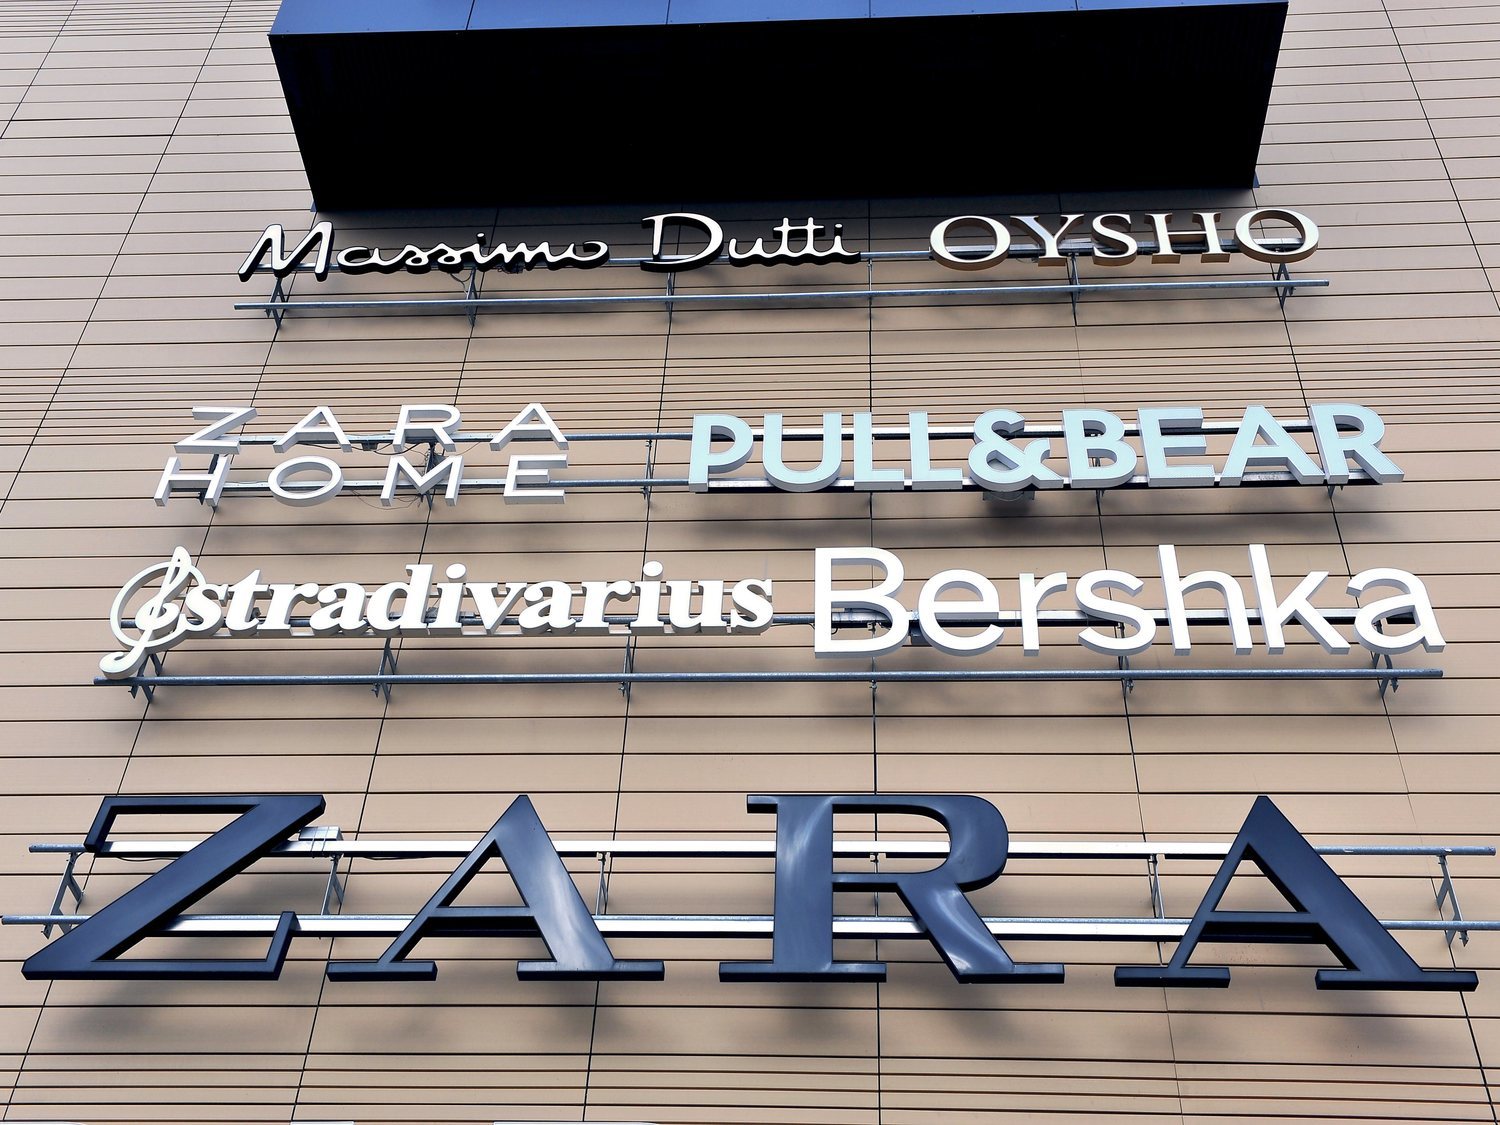 Massimo Dutti OYSHO
ZARA HOME
PULL&BEAR
stradivarius Bershka
ZARA